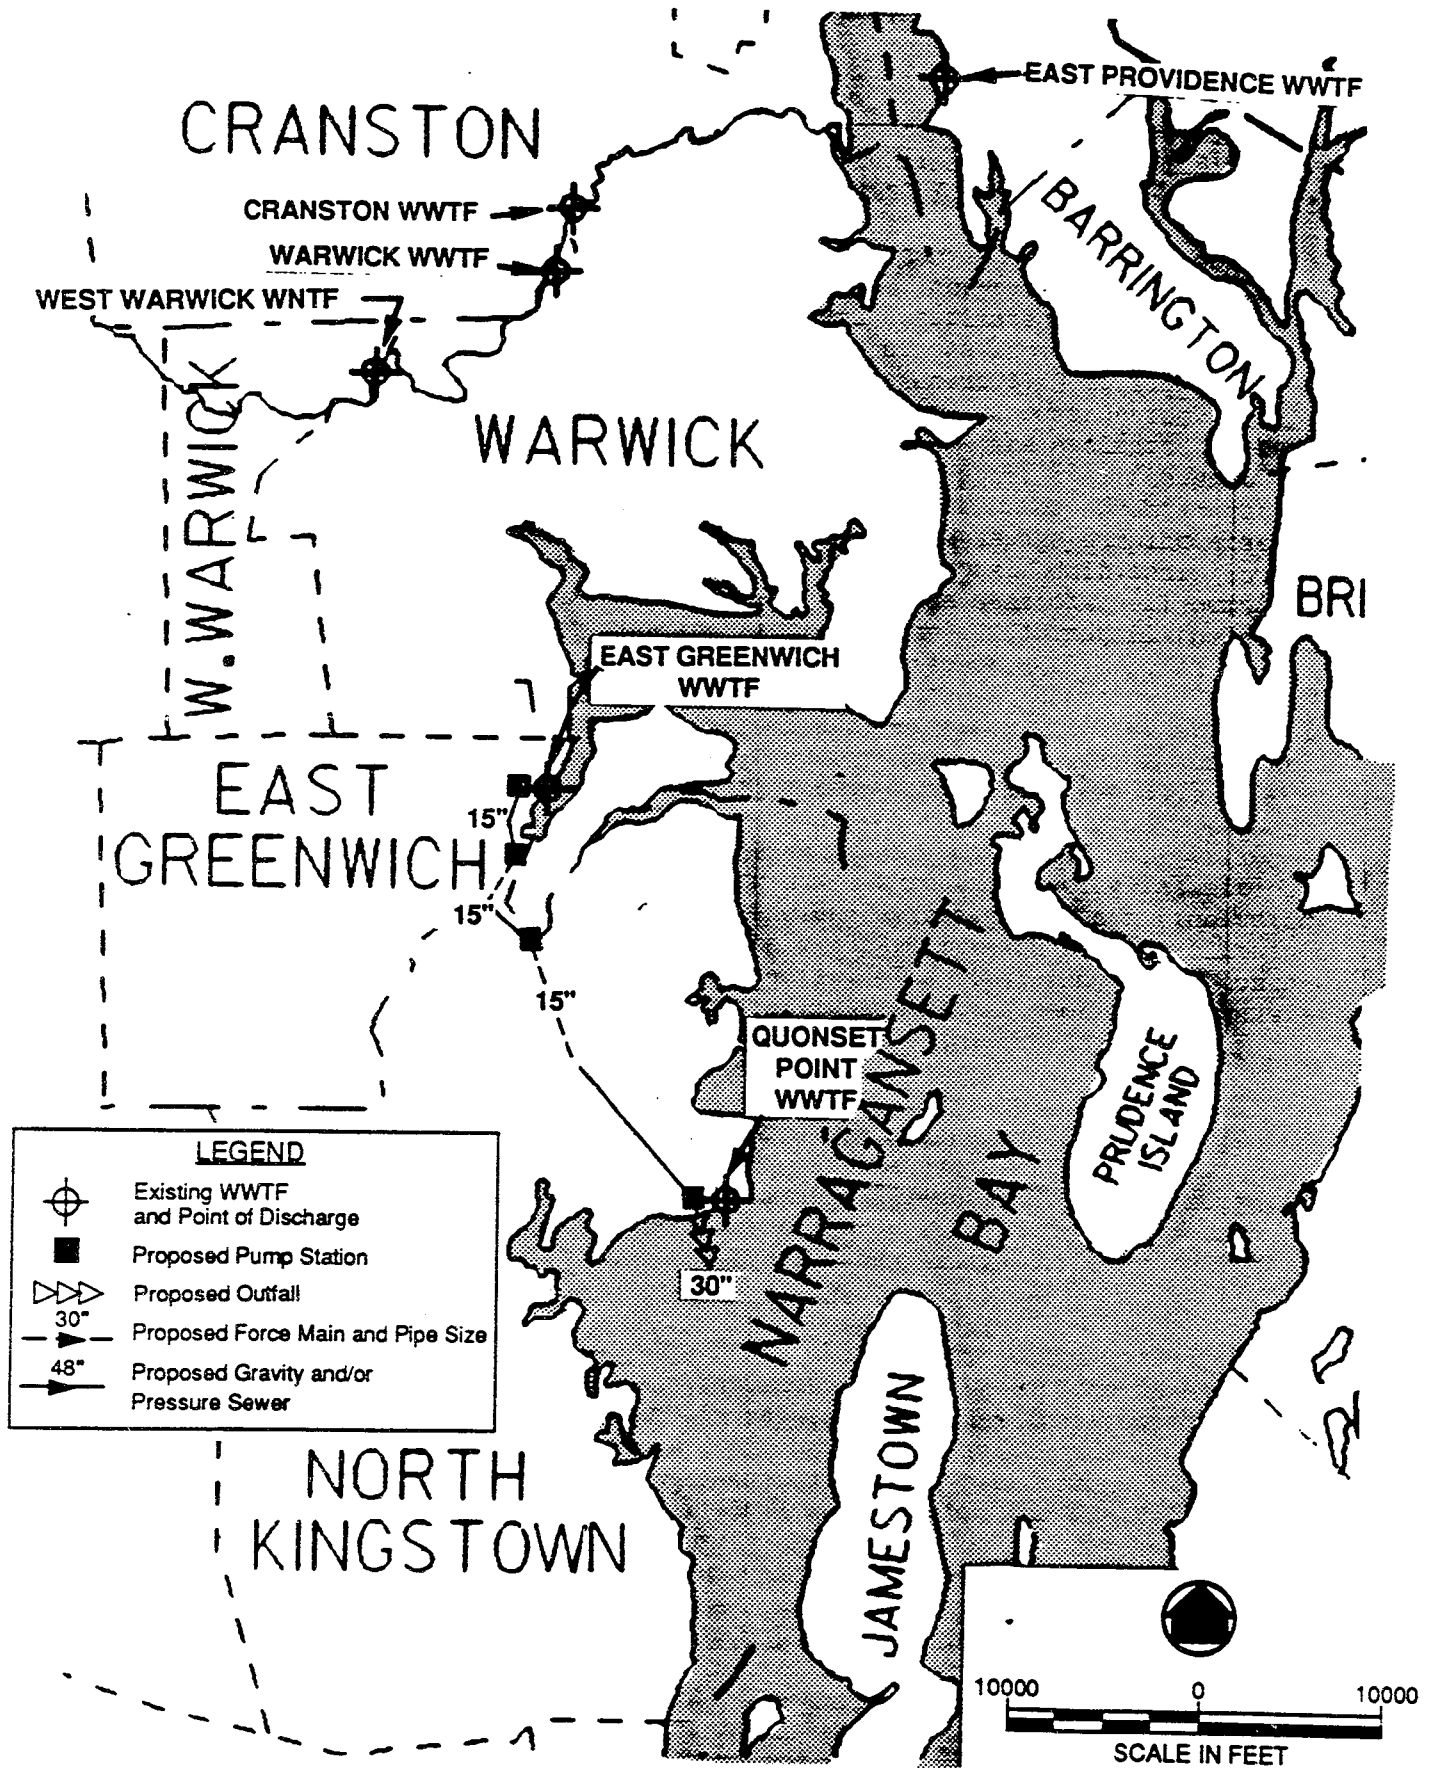 EAST PROVIDENCE WWTF
CRANSTON
CRANSTON WWTF
WARWICK WWTF
WEST WARWICK WNTF
BARRINGTON
W.WARWICK
WARWICK
BRI
EAST GREENWICH
WWTF
EAST
GREENWICH
15"
15"
15"
QUONSET
POINT
WWTF
NARRAGANSETT
BAY
PRUDENCE
ISLAND
30"
JAMESTOWN
LEGEND
Existing WWTF
and Point of Discharge
Proposed Pump Station
Proposed Outfall
30"
Proposed Force Main and Pipe Size
48"
Proposed Gravity and/or
Pressure Sewer
NORTH
KINGSTOWN
10000 0 10000
SCALE IN FEET